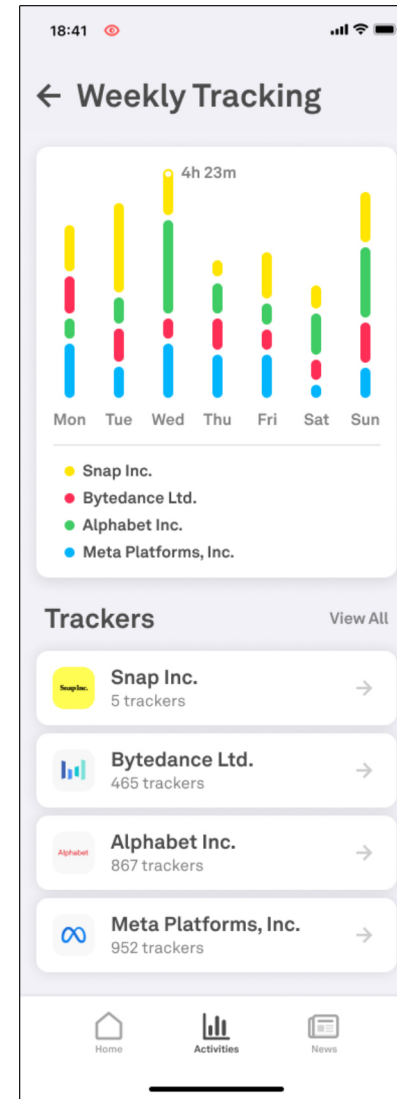 18:41
Weekly Tracking
4h 23m
Mon Tue Wed Thu Fri Sat Sun
Snap Inc.
Bytedance Ltd.
Alphabet Inc.
Meta Platforms, Inc.
Trackers View All
Snap Inc.
Snap Inc.
5 trackers
Bytedance Ltd.
465 trackers
Alphabet
Alphabet Inc.
867 trackers
Meta Platforms, Inc.
952 trackers
Home Activities News